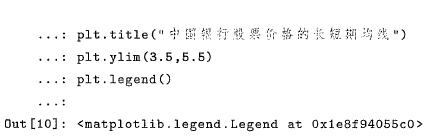 ...: plt.title("中国银行股票价格的长短期均线")
...: plt.ylim(3.5,5.5)
...: plt.legend()
...:
Out[10]: <matplotlib.legend.Legend at 0x1e8f94055c0>